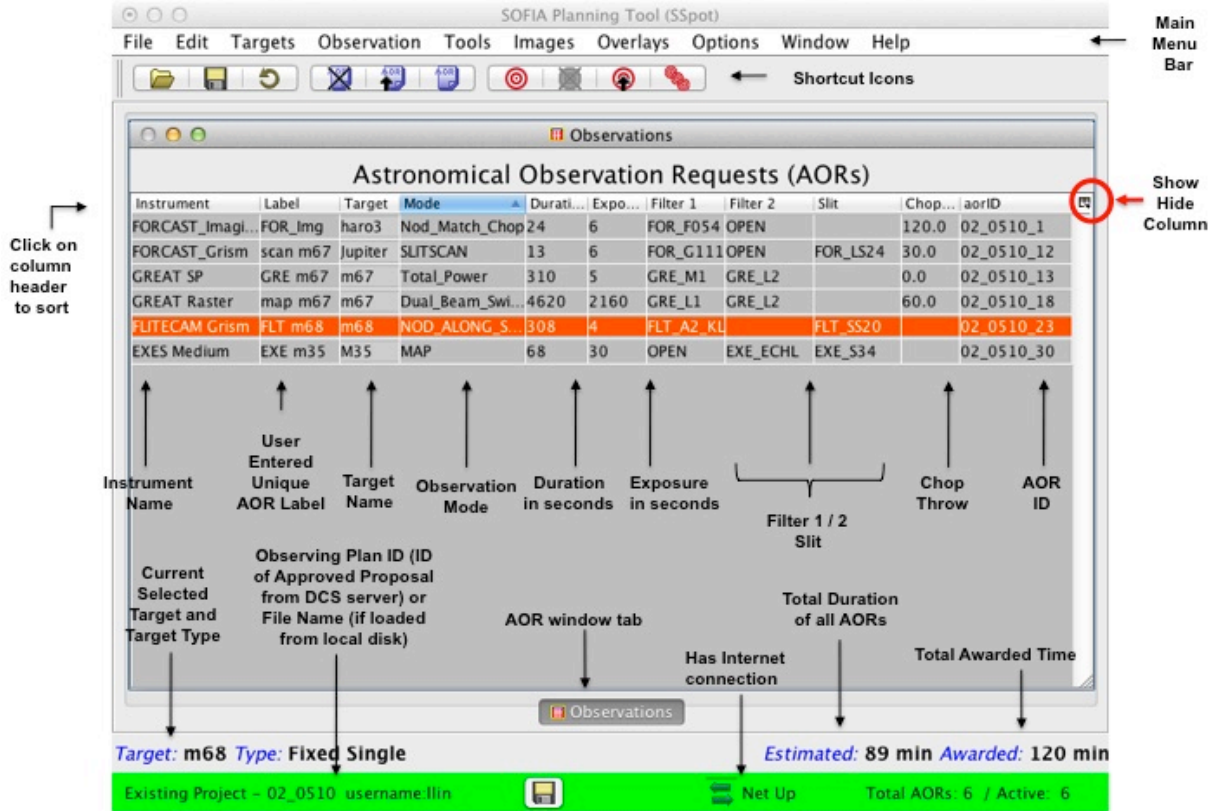 SOFIA Planning Tool (SSpot)
File Edit Targets Observation Tools Images Overlays Options Window Help
Main
Menu
Bar
Shortcut Icons
Observations
Astronomical Observation Requests (AORs)
Instrument Label Target Mode Durati... Expo... Filter 1 Filter 2 Slit Chop... aorID
FORCAST_Imagi... FOR_Img haro3 Nod_Match_Chop 24 6 FOR_F054 OPEN 120.0 02_0510_1
FORCAST_Grism scan m67 Jupiter SLITSCAN 13 6 FOR_G111 OPEN FOR_LS24 30.0 02_0510_12
GREAT SP GRE m67 m67 Total_Power 310 5 GRE_M1 GRE_L2 0.0 02_0510_13
GREAT Raster map m67 m67 Dual_Beam_Swi... 4620 2160 GRE_L1 GRE_L2 60.0 02_0510_18
FLITECAM Grism FLT m68 m68 NOD_ALONG_S... 308 4 FLT_A2_KL FLT_SS20 02_0510_23
EXES Medium EXE m35 M35 MAP 68 30 OPEN EXE_ECHL EXE_S34 02_0510_30
Show
Hide
Column
Click on
column
header
to sort
Instrument
Name
User
Entered
Unique
AOR Label
Target
Name
Observation
Mode
Duration
in seconds
Exposure
in seconds
Filter 1 / 2
Slit
Chop
Throw
AOR
ID
Current
Selected
Target and
Target Type
Observing Plan ID (ID
of Approved Proposal
from DCS server) or
File Name (if loaded
from local disk)
AOR window tab
Has Internet
connection
Total Duration
of all AORs
Total Awarded Time
Observations
Target: m68 Type: Fixed Single Estimated: 89 min Awarded: 120 min
Existing Project - 02_0510 username:llin Net Up Total AORs: 6 / Active: 6